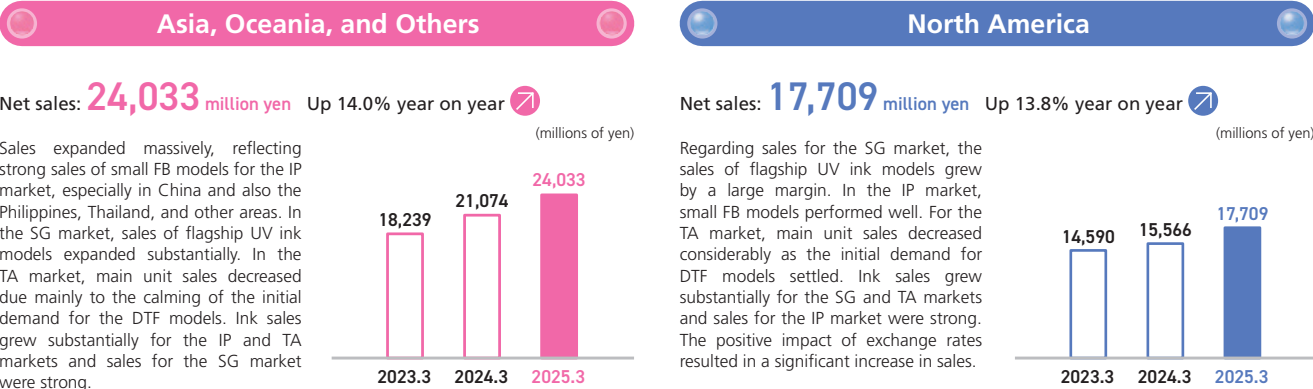 Asia, Oceania, and Others
Net sales: 24,033 million yen Up 14.0% year on year
(millions of yen)
Sales expanded massively, reflecting
strong sales of small FB models for the IP
market, especially in China and also the
Philippines, Thailand, and other areas. In
the SG market, sales of flagship UV ink
models expanded substantially. In the
TA market, main unit sales decreased
due mainly to the calming of the initial
demand for the DTF models. Ink sales
grew substantially for the IP and TA
markets and sales for the SG market
were strong.
18,239
21,074
24,033
2023.3 2024.3 2025.3
North America
Net sales: 17,709 million yen Up 13.8% year on year
(millions of yen)
Regarding sales for the SG market, the
sales of flagship UV ink models grew
by a large margin. In the IP market,
small FB models performed well. For the
TA market, main unit sales decreased
considerably as the initial demand for
DTF models settled. Ink sales grew
substantially for the SG and TA markets
and sales for the IP market were strong.
The positive impact of exchange rates
resulted in a significant increase in sales.
14,590
15,566
17,709
2023.3 2024.3 2025.3